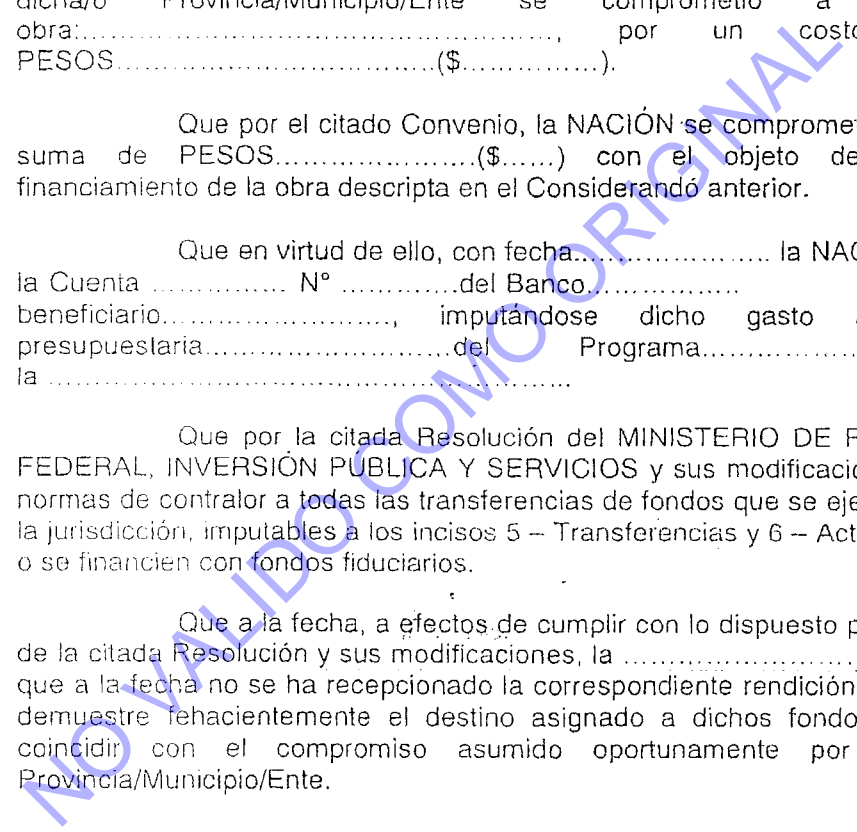 dicha/o Provincia/Municipio/Ente se comprometió a
obra:................................................., por un costo
PESOS.................................($...............).
Que por el citado Convenio, la NACIÓN se compromet
suma de PESOS......................($......) con el objeto de
financiamiento de la obra descripta en el Considerando anterior.
Que en virtud de ello, con fecha..................... la NAC
la Cuenta ............... Nº .............del Banco.................
beneficiario........................, imputándose dicho gasto
presupuestaria..........................del Programa.................
la .......................................................
Que por la citada Resolución del MINISTERIO DE P
FEDERAL, INVERSIÓN PÚBLICA Y SERVICIOS y sus modificacio
normas de contralor a todas las transferencias de fondos que se eje
la jurisdicción, imputables a los incisos 5 – Transferencias y 6 – Act
o se financien con fondos fiduciarios.
Que a la fecha, a efectos de cumplir con lo dispuesto p
de la citada Resolución y sus modificaciones, la .........................
que a la fecha no se ha recepcionado la correspondiente rendición
demuestre fehacientemente el destino asignado a dichos fondo
coincidir con el compromiso asumido oportunamente por
Provincia/Municipio/Ente.
NO VALIDO COMO ORIGINAL